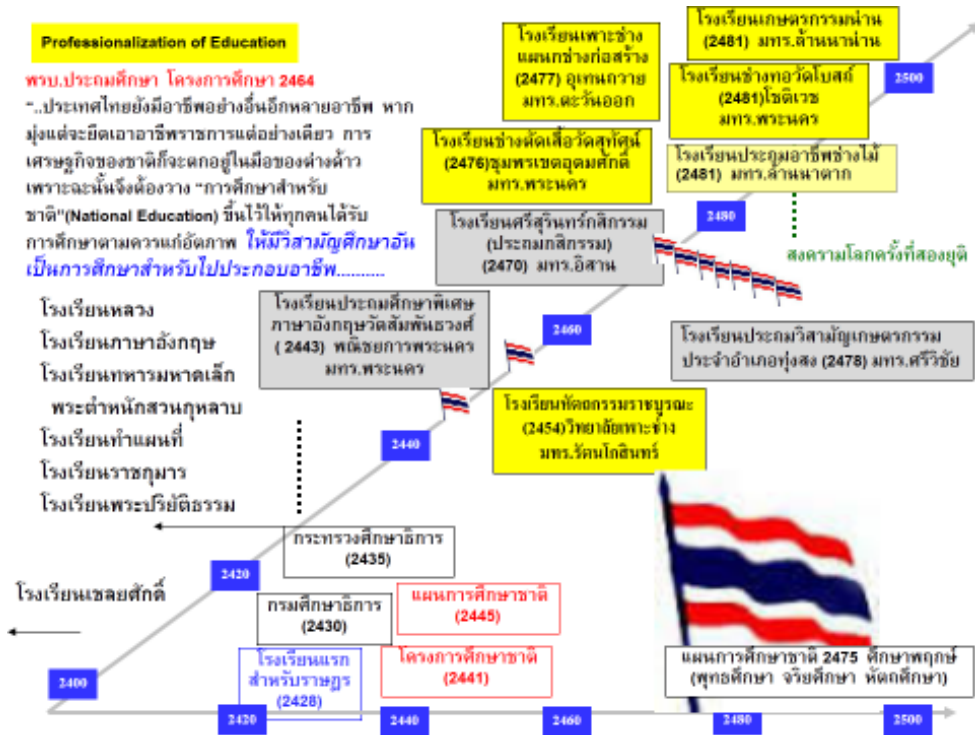 Professionalization of Education
พรบ.ประถมศึกษา โครงการศึกษา 2464
“..ประเทศไทยยังมีอาชีพอย่างอื่นอีกหลายอาชีพ หาก
มุ่งแต่จะยึดเอาอาชีพราชการแต่อย่างเดียว การ
เศรษฐกิจของชาติก็จะตกอยู่ในมือของต่างด้าว
เพราะฉะนั้นจึงต้องวาง “การศึกษาสำหรับ
ชาติ”(National Education) ขึ้นไว้ให้ทุกคนได้รับ
การศึกษาตามควรแก่อัตภาพ ให้มีวิสามัญศึกษาอัน
เป็นการศึกษาสำหรับไปประกอบอาชีพ..........
โรงเรียนหลวง
โรงเรียนภาษาอังกฤษ
โรงเรียนทหารมหาดเล็ก
พระตำหนักสวนกุหลาบ
โรงเรียนทำแผนที่
โรงเรียนราชกุมาร
โรงเรียนพระปริยัติธรรม
โรงเรียนเชลยศักดิ์
โรงเรียนเพาะช่าง
แผนกช่างก่อสร้าง
(2477) อุเทนถวาย
มทร.ตะวันออก
โรงเรียนเกษตรกรรมน่าน
(2481) มทร.ล้านนาน่าน
โรงเรียนช่างทอวัดโบสถ์
(2481)โชติเวช
มทร.พระนคร
โรงเรียนช่างตัดเสื้อวัดสุทัศน์
(2476)ชุมพรเขตอุดมศักดิ์
มทร.พระนคร
โรงเรียนประถมอาชีพช่างไม้
(2481) มทร.ล้านนาตาก
โรงเรียนศรีสุรินทร์กสิกรรม
(ประถมกสิกรรม)
(2470) มทร.อิสาน
สงครามโลกครั้งที่สองยุติ
โรงเรียนประถมศึกษาพิเศษ
ภาษาอังกฤษวัดสัมพันธวงศ์
( 2443) พณิชยการพระนคร
มทร.พระนคร
โรงเรียนประถมวิสามัญเกษตรกรรม
ประจำอำเภอทุ่งสง (2478) มทร.ศรีวิชัย
โรงเรียนหัตถกรรมราชบูรณะ
(2454)วิทยาลัยเพาะช่าง
มทร.รัตนโกสินทร์
กระทรวงศึกษาธิการ
(2435)
กรมศึกษาธิการ
(2430)
แผนการศึกษาชาติ
(2445)
โรงเรียนแรก
สำหรับราษฎร
(2428)
โครงการศึกษาชาติ
(2441)
แผนการศึกษาชาติ 2475 ศึกษาพฤกษ์
(พุทธศึกษา จริยศึกษา หัตถศึกษา)
2400
2420
2440
2460
2480
2500
2420
2440
2460
2480
2500